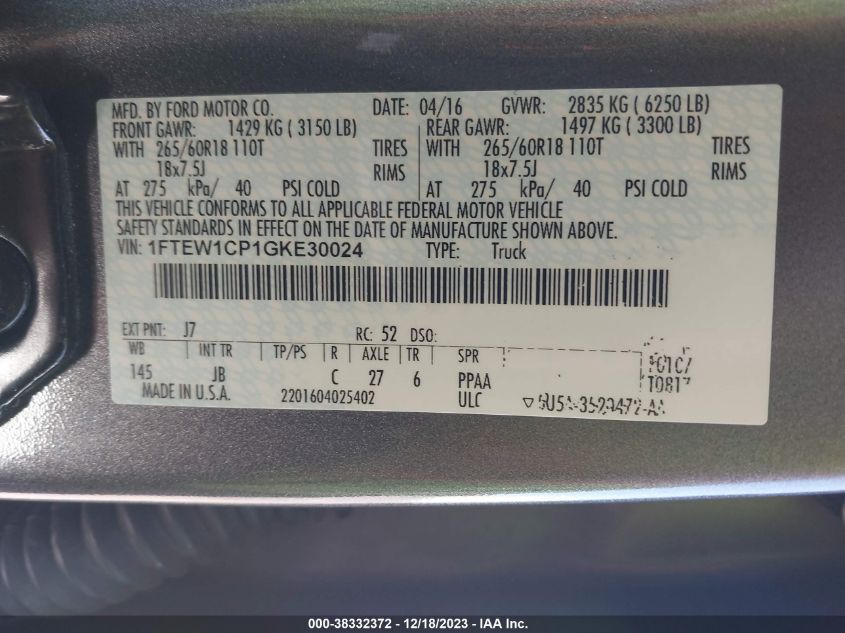 MFD. BY FORD MOTOR CO. DATE: 04/16 GVWR: 2835 KG ( 6250 LB)
FRONT GAWR: 1429 KG ( 3150 LB) REAR GAWR: 1497 KG ( 3300 LB)
WITH 265/60R18 110T TIRES WITH 265/60R18 110T TIRES
18x7.5J RIMS 18x7.5J RIMS
AT 275 kPa/ 40 PSI COLD AT 275 kPa/ 40 PSI COLD
THIS VEHICLE CONFORMS TO ALL APPLICABLE FEDERAL MOTOR VEHICLE
SAFETY STANDARDS IN EFFECT ON THE DATE OF MANUFACTURE SHOWN ABOVE.
VIN: 1FTEW1CP1GKE30024 TYPE: Truck
EXT PNT: J7 RC: 52 DSO:
WB INT TR TP/PS R AXLE TR SPR
145 JB C 27 6 PPAA
MADE IN U.S.A. 2201604025402 ULC
000-38332372 - 12/18/2023 - IAA Inc.